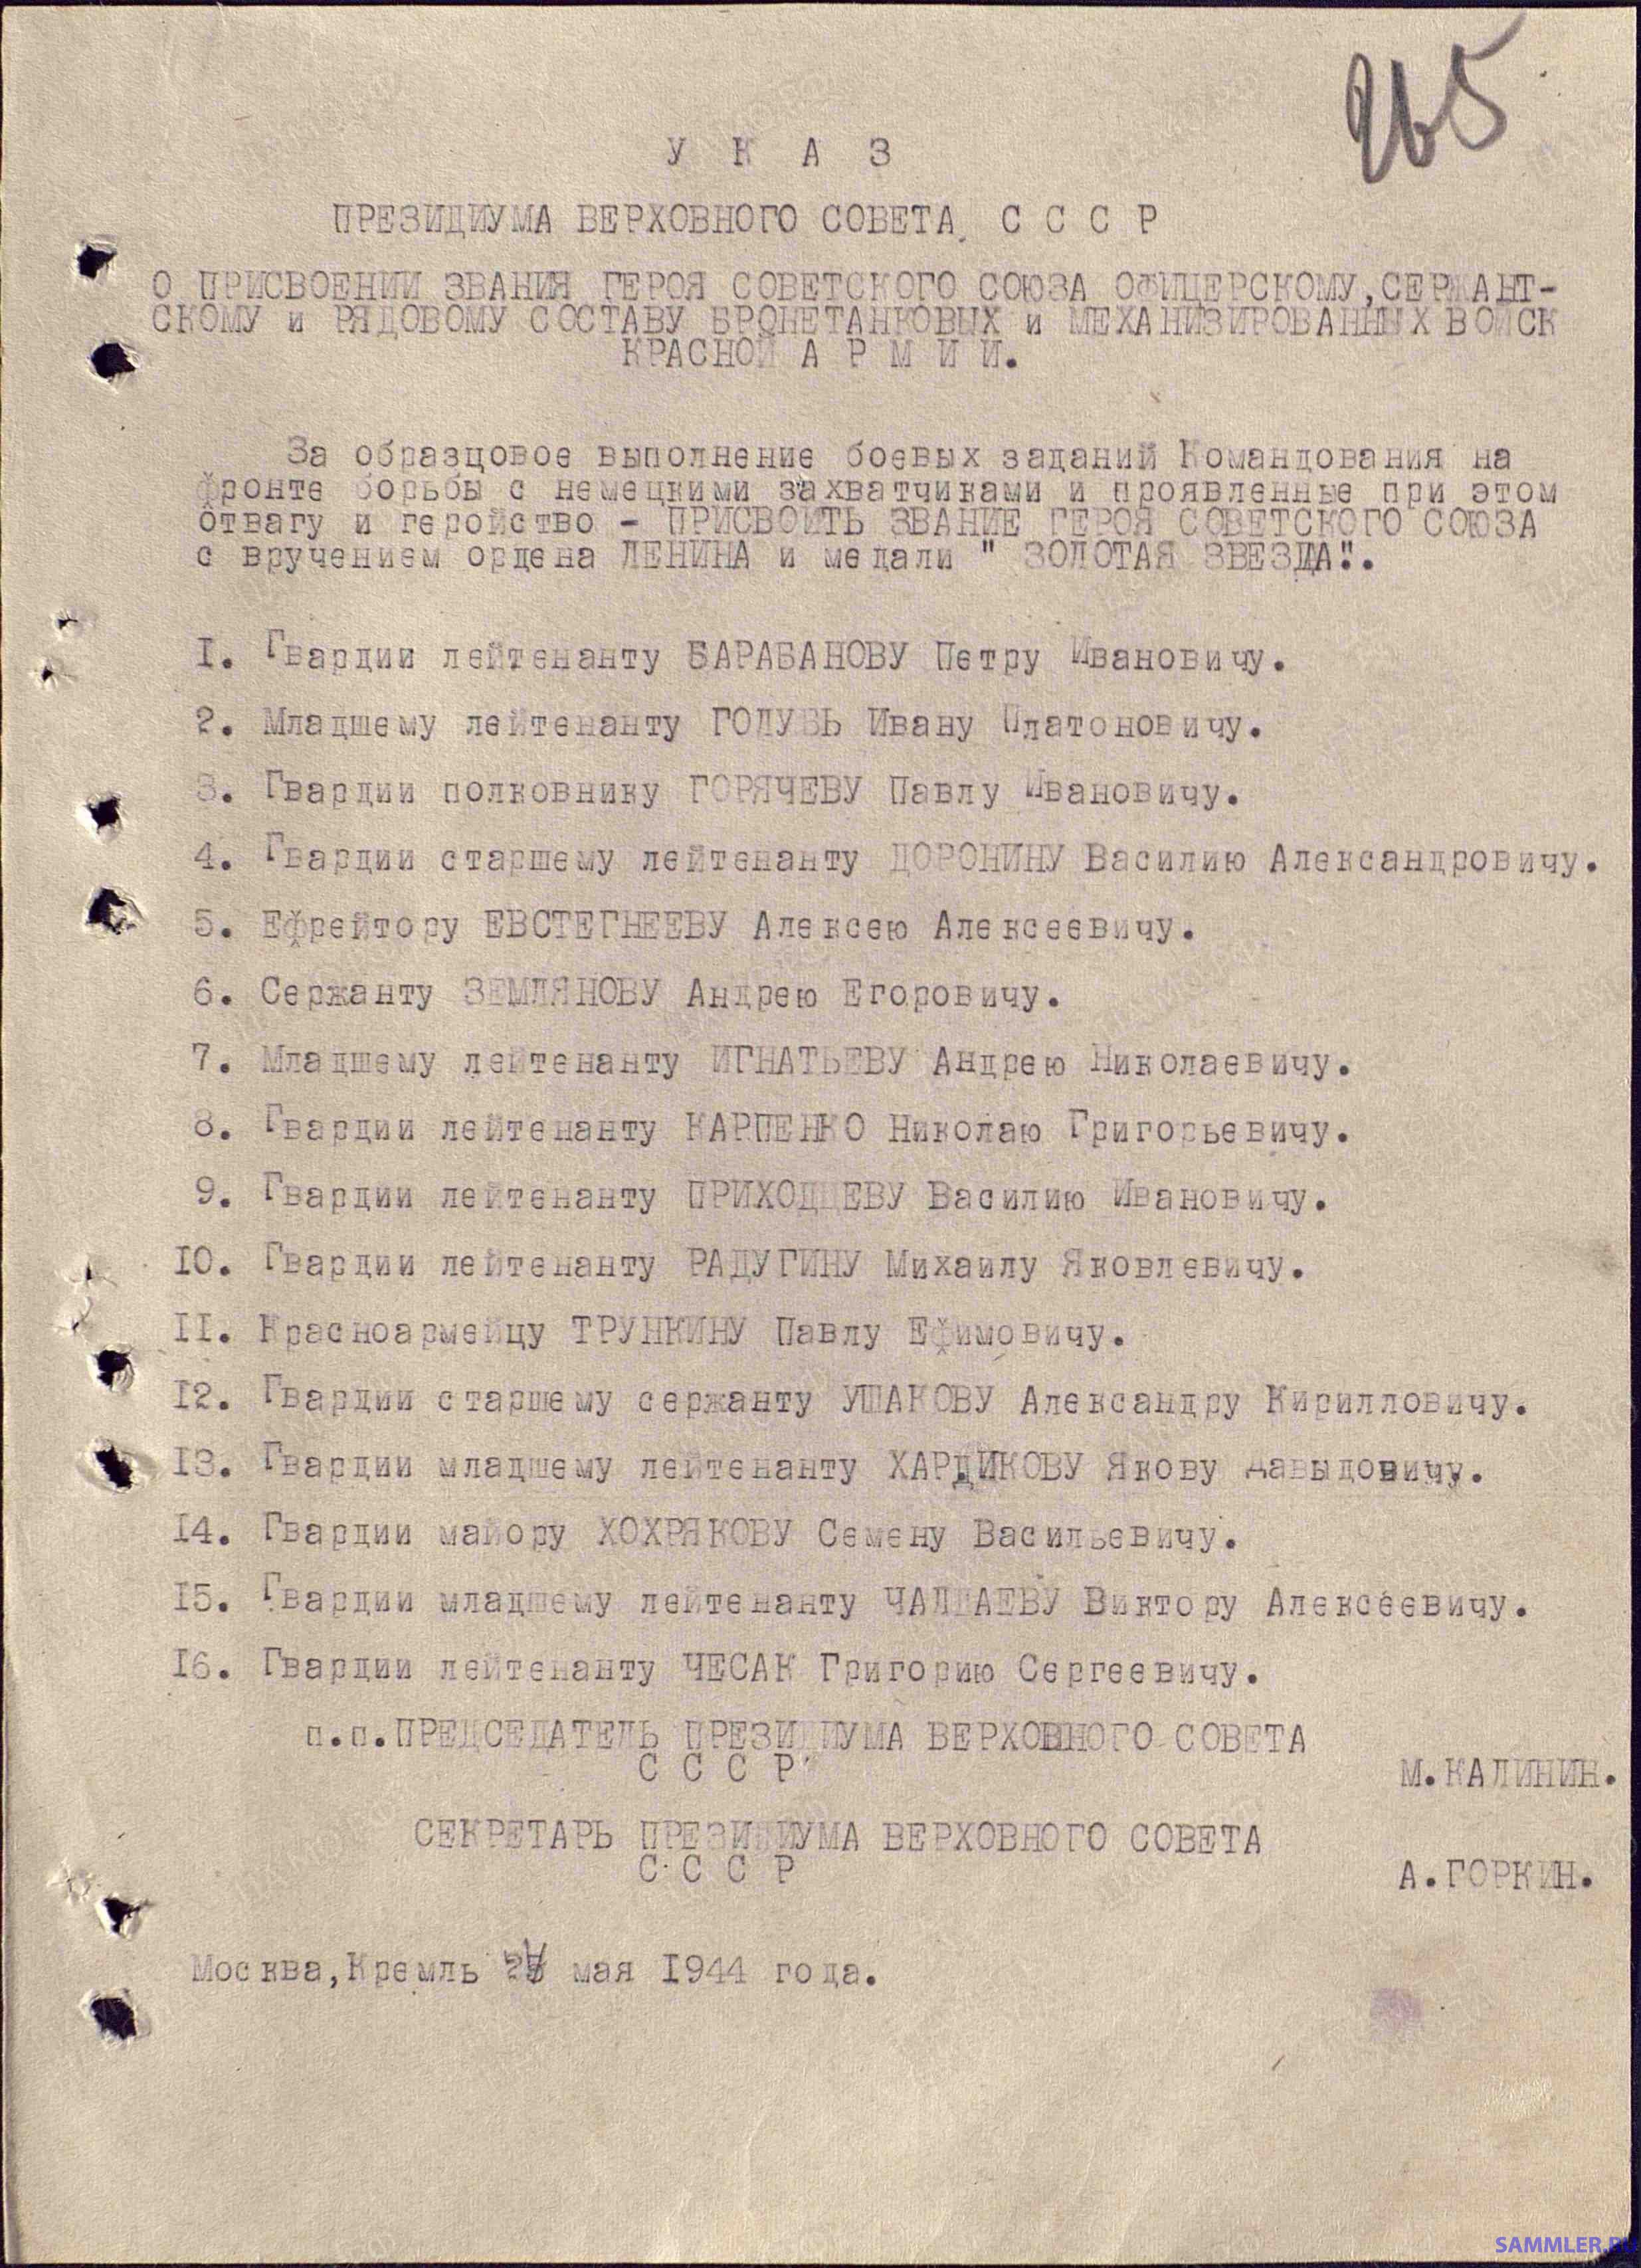 265
У К А З
ПРЕЗИДИУМА ВЕРХОВНОГО СОВЕТА С С С Р
О ПРИСВОЕНИИ ЗВАНИЯ ГЕРОЯ СОВЕТСКОГО СОЮЗА ОФИЦЕРСКОМУ,СЕРЖАНТ-
СКОМУ и РЯДОВОМУ СОСТАВУ БРОНЕТАНКОВЫХ и МЕХАНИЗИРОВАННЫХ ВОЙСК
КРАСНОЙ А Р М И И.
За образцовое выполнение боевых заданий Командования на
фронте борьбы с немецкими захватчиками и проявленные при этом
отвагу и геройство - ПРИСВОИТЬ ЗВАНИЕ ГЕРОЯ СОВЕТСКОГО СОЮЗА
с вручением ордена ЛЕНИНА и медали " ЗОЛОТАЯ ЗВЕЗДА".
I. Гвардии лейтенанту БАРАБАНОВУ Петру Ивановичу.
2. Младшему лейтенанту ГОЛУБЬ Ивану Платоновичу.
3. Гвардии полковнику ГОРЯЧЕВУ Павлу Ивановичу.
4. Гвардии старшему лейтенанту ДОРОНИНУ Василию Александровичу.
5. Ефрейтору ЕВСТЕГНЕЕВУ Алексею Алексеевичу.
6. Сержанту ЗЕМЛЯНОВУ Андрею Егоровичу.
7. Младшему лейтенанту ИГНАТЬЕВУ Андрею Николаевичу.
8. Гвардии лейтенанту КАРПЕНКО Николаю Григорьевичу.
9. Гвардии лейтенанту Василию Ивановичу.
IO. Гвардии лейтенанту РАДУГИНУ Михаилу Яковлевичу.
II. Красноармейцу ТРУНКИНУ Павлу Ефимовичу.
I2. Гвардии старшему сержанту УШАКОВУ Александру Кирилловичу.
I3. Гвардии младшему лейтенанту ХАРДИКОВУ Якову Давыдовичу.
I4. Гвардии майору ХОХРЯКОВУ Семену Васильевичу.
I5. Гвардии младшему лейтенанту Виктору Алексеевичу.
I6. Гвардии лейтенанту ЧЕСАК Григорию Сергеевичу.
п.п.ПРЕДСЕДАТЕЛЬ ПРЕЗИДИУМА ВЕРХОВНОГО СОВЕТА
С С С Р
М.КАЛИНИН.
СЕКРЕТАРЬ ПРЕЗИДИУМА ВЕРХОВНОГО СОВЕТА
С С С Р
А.ГОРКИН.
Москва,Кремль мая I944 года.
SAMMLER.RU